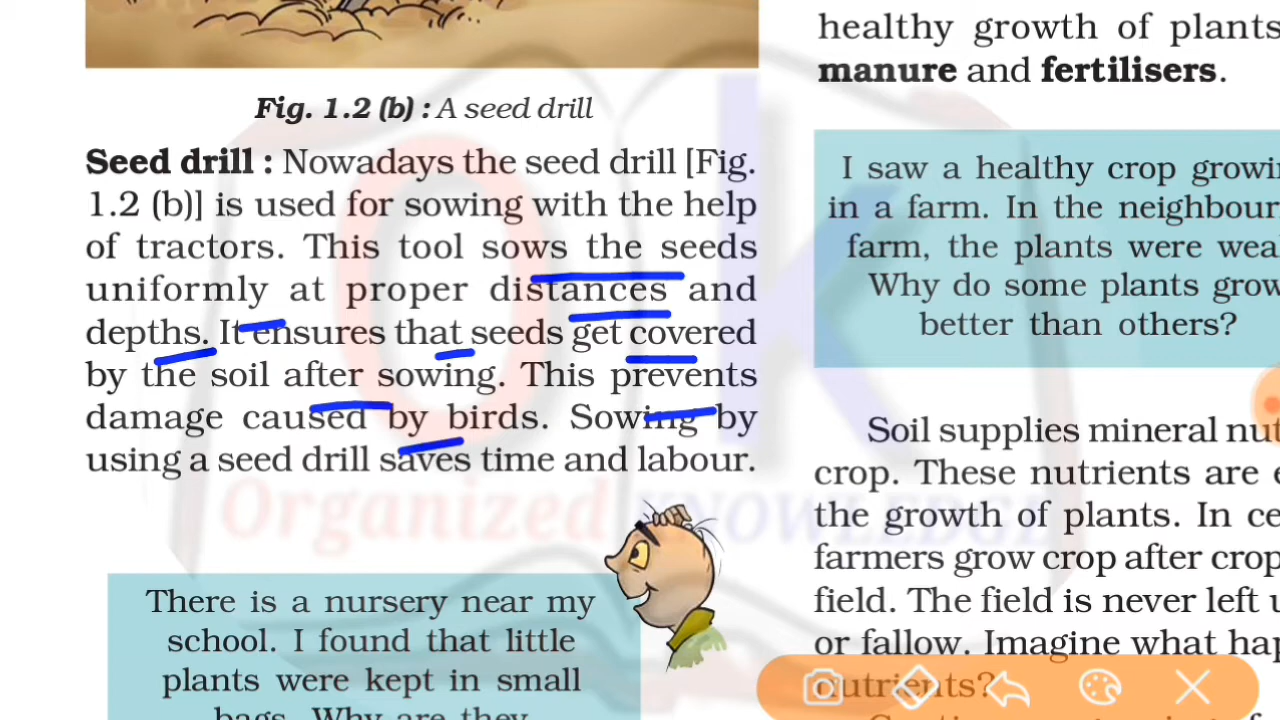 Fig. 1.2 (b) : A seed drill
Seed drill : Nowadays the seed drill [Fig.
1.2 (b)] is used for sowing with the help
of tractors. This tool sows the seeds
uniformly at proper distances and
depths. It ensures that seeds get covered
by the soil after sowing. This prevents
damage caused by birds. Sowing by
using a seed drill saves time and labour.
There is a nursery near my
school. I found that little
plants were kept in small
bags. Why are they
healthy growth of plants
manure and fertilisers.
I saw a healthy crop growi
in a farm. In the neighbour
farm, the plants were wea
Why do some plants grow
better than others?
Soil supplies mineral nut
crop. These nutrients are e
the growth of plants. In ce
farmers grow crop after crop
field. The field is never left u
or fallow. Imagine what hap
nutrients?
Organized KNOWLEDGE